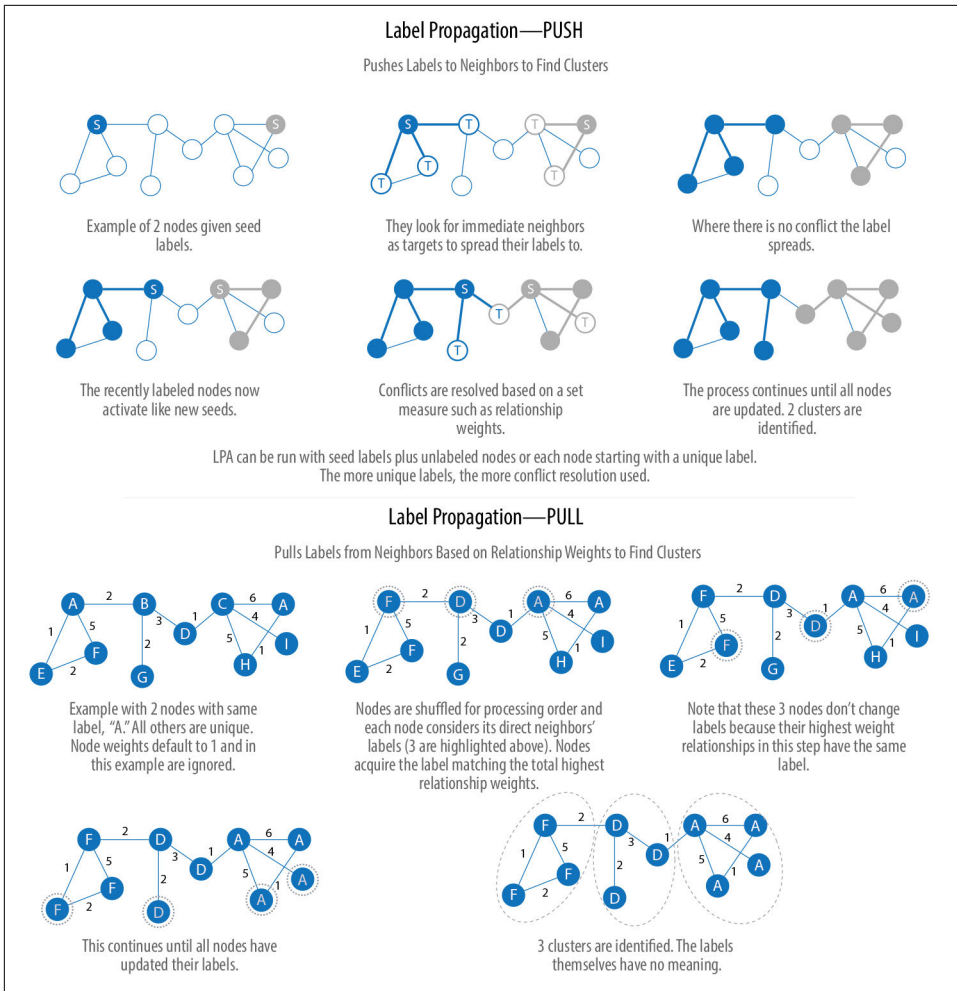 Label Propagation—PUSH
Pushes Labels to Neighbors to Find Clusters
S
S
Example of 2 nodes given seed
labels.
S
T
T
T
T
S
T
They look for immediate neighbors
as targets to spread their labels to.
Where there is no conflict the label
spreads.
S
S
The recently labeled nodes now
activate like new seeds.
S
S
T
T
T
Conflicts are resolved based on a set
measure such as relationship
weights.
The process continues until all nodes
are updated. 2 clusters are
identified.
LPA can be run with seed labels plus unlabeled nodes or each node starting with a unique label.
The more unique labels, the more conflict resolution used.
Label Propagation—PULL
Pulls Labels from Neighbors Based on Relationship Weights to Find Clusters
A 2 B C 6 A
1 5 3 1 4
2 5 1
E 2 F G D H I
Example with 2 nodes with same
label, “A.” All others are unique.
Node weights default to 1 and in
this example are ignored.
F 2 D A 6 A
1 5 3 1 4
2 5 1
E 2 F G D H I
Nodes are shuffled for processing order and
each node considers its direct neighbors’
labels (3 are highlighted above). Nodes
acquire the label matching the total highest
relationship weights.
F 2 D A 6 A
1 5 3 1 4
2 5 1
E 2 F G D H I
Note that these 3 nodes don’t change
labels because their highest weight
relationships in this step have the same
label.
F 2 D A 6 A
1 5 3 1 4
2 5 1
F 2 F D D A A
This continues until all nodes have
updated their labels.
F 2 D A 6 A
1 5 3 1 4
2 5 1
F 2 F D D A A
3 clusters are identified. The labels
themselves have no meaning.